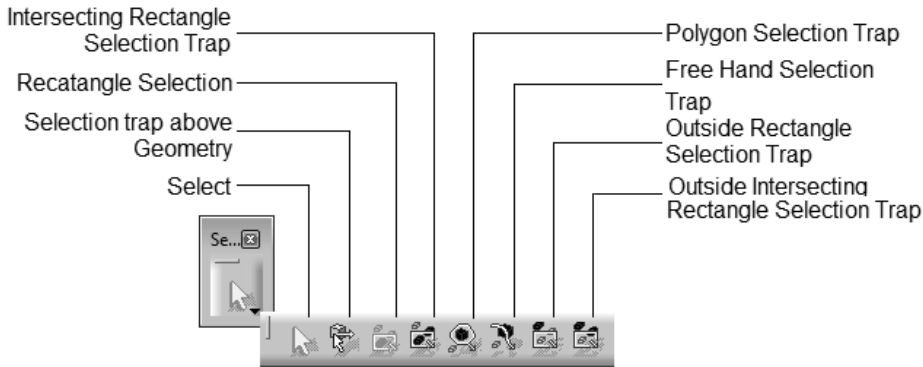 Intersecting Rectangle
Selection Trap
Recatangle Selection
Selection trap above
Geometry
Select
Se...
Polygon Selection Trap
Free Hand Selection
Trap
Outside Rectangle
Selection Trap
Outside Intersecting
Rectangle Selection Trap